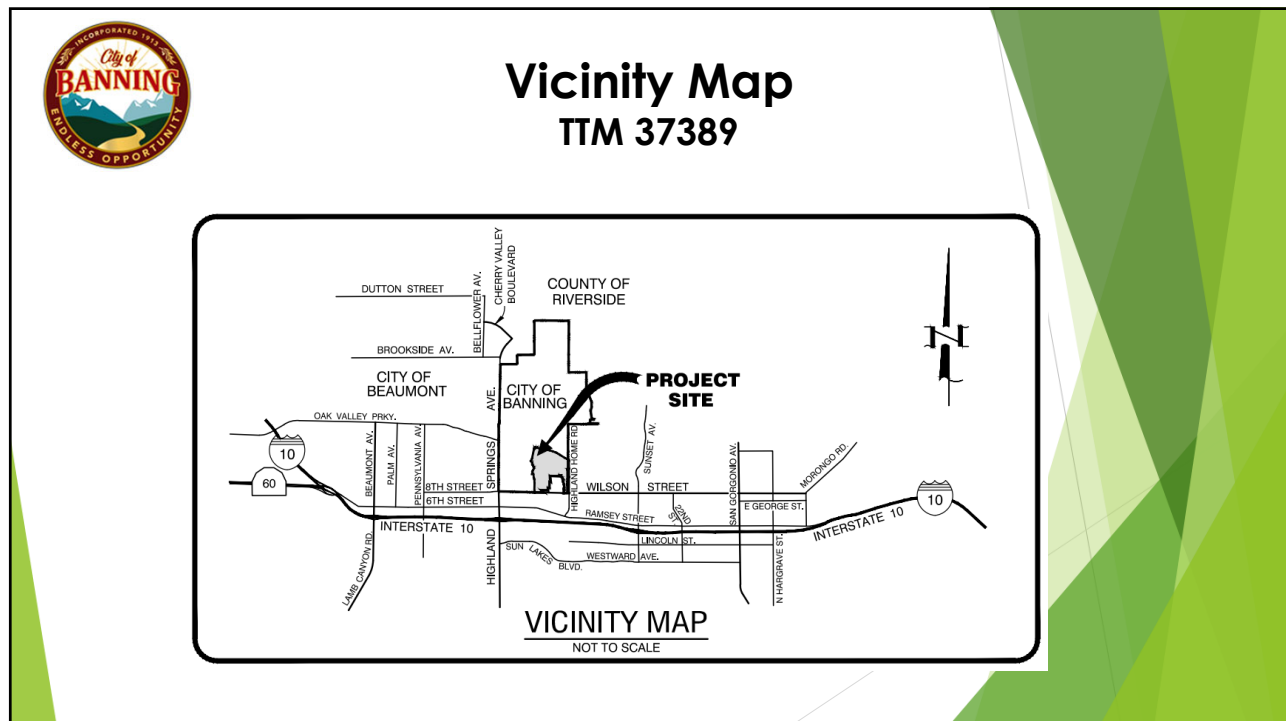 INCORPORATED 1913
City of
BANNING
ENDLESS OPPORTUNITY
Vicinity Map
TTM 37389
DUTTON STREET
BELLFLOWER AV.
CHERRY VALLEY
BOULEVARD
COUNTY OF
RIVERSIDE
BROOKSIDE AV.
CITY OF
BEAUMONT
AVE.
CITY OF
BANNING
PROJECT
SITE
N
OAK VALLEY PRKY.
10
60
BEAUMONT AV.
PALM AV.
PENNSYLVANIA AV.
SPRINGS
HIGHLAND HOME RD.
SUNSET AV.
SAN GORGONIO AV.
MORONGO RD.
8TH STREET
6TH STREET
WILSON STREET
RAMSEY STREET
22ND
ST.
E GEORGE ST.
10
INTERSTATE 10
INTERSTATE 10
LINCOLN ST.
SUN LAKES BLVD.
WESTWARD AVE.
LAMB CANYON RD.
HIGHLAND
N HARGRAVE ST.
VICINITY MAP
NOT TO SCALE